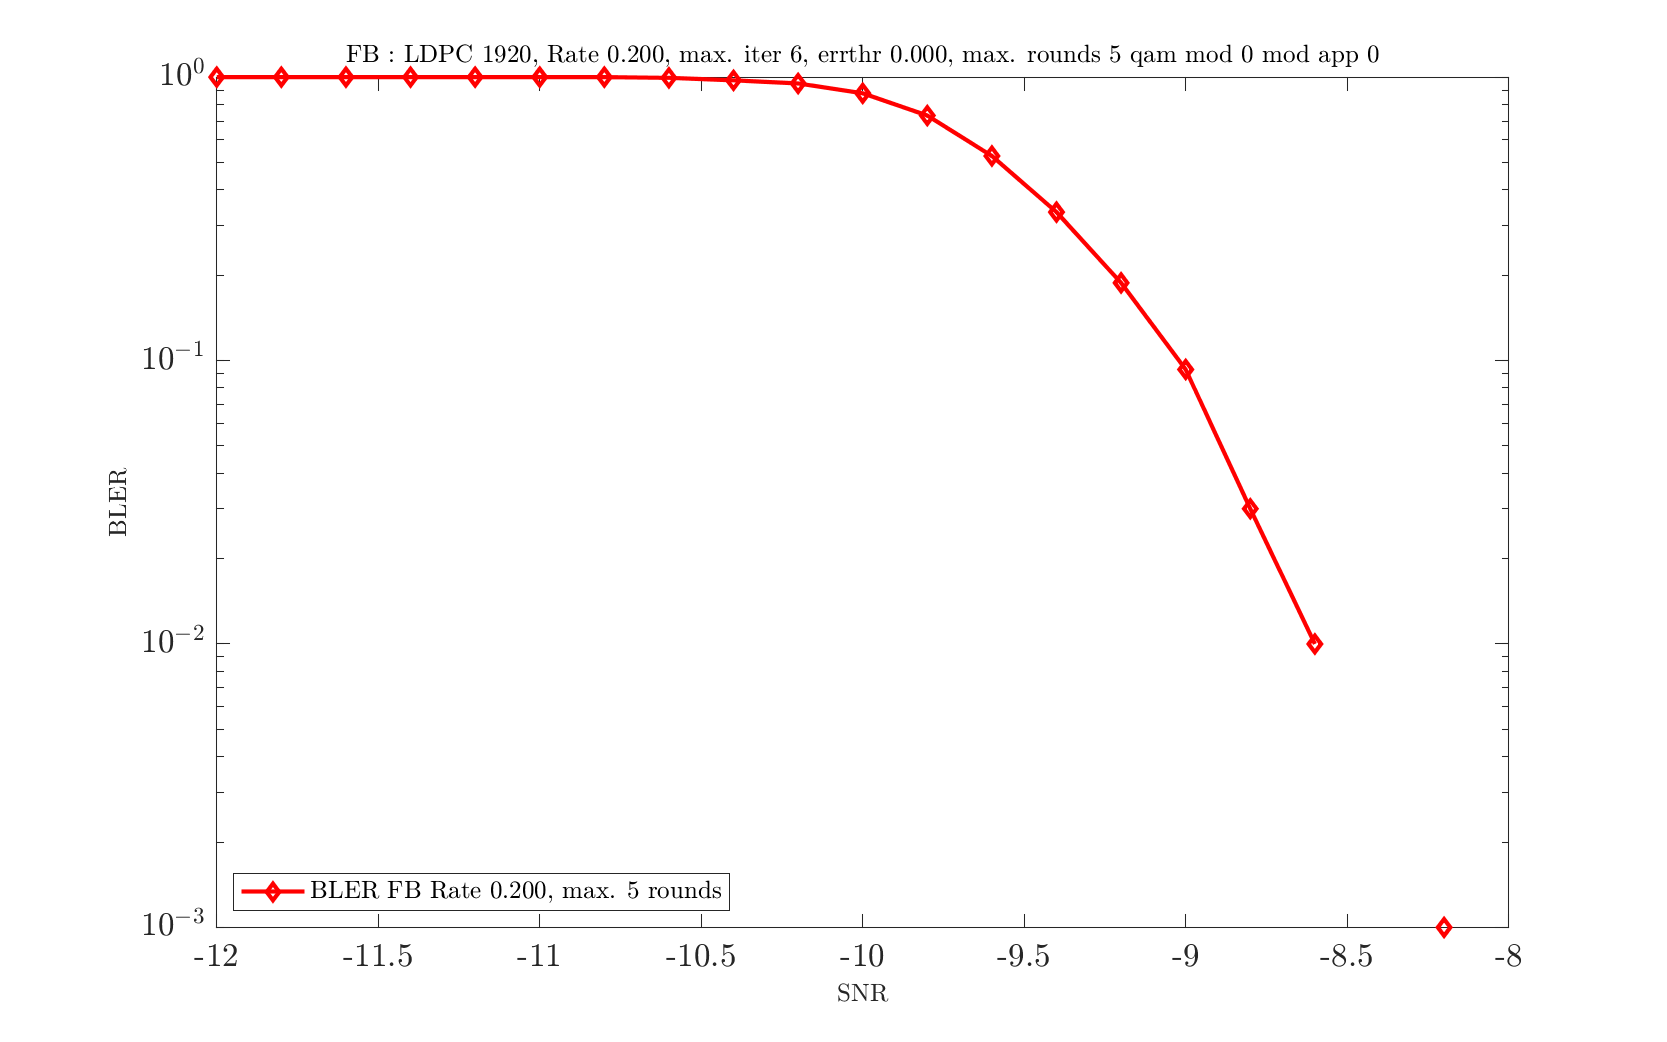 FB : LDPC 1920, Rate 0.200, max. iter 6, errthr 0.000, max. rounds 5 qam mod 0 mod app 0
10^0
10^-1
10^-2
10^-3
BLER
BLER FB Rate 0.200, max. 5 rounds
-12 -11.5 -11 -10.5 -10 -9.5 -9 -8.5 -8
SNR